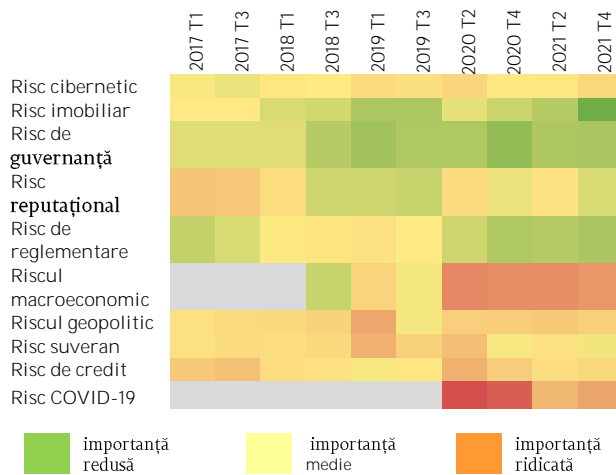 2017 T1
2017 T3
2018 T1
2018 T3
2019 T1
2019 T3
2020 T2
2020 T4
2021 T2
2021 T4
Risc cibernetic
Risc imobiliar
Risc de
guvernanță
Risc
reputațional
Risc de
reglementare
Riscul
macroeconomic
Riscul geopolitic
Risc suveran
Risc de credit
Risc COVID-19
importanță
redusă
importanță
medie
importanță
ridicată